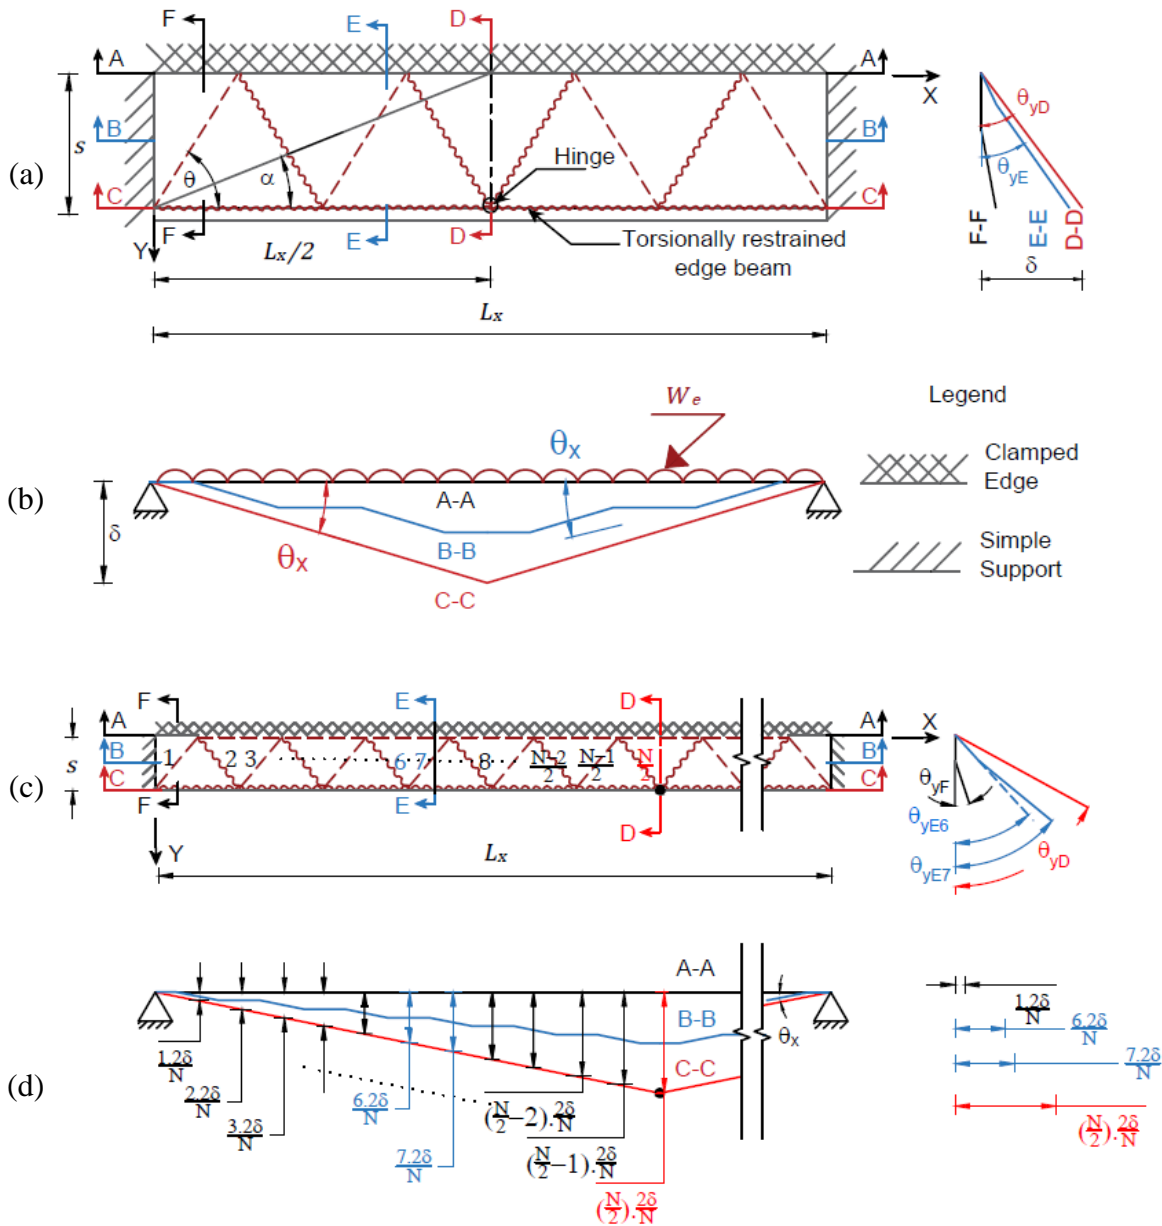 (a)
F
E
D
A
A
X
B
s
θ
α
Hinge
C
C
F
E
D
Y
Torsionally restrained
edge beam
Lx/2
Lx
θyD
θyE
F-F
E-E
D-D
δ
(b)
We
θx
θx
A-A
B-B
C-C
δ
Legend
Clamped
Edge
Simple
Support
(c)
F
E
D
A
A
X
B
B
C
C
s
1
2
3
6
7
8
N-2/2
N-1/2
N/2
F
E
D
Y
Lx
θyF
θyE6
θyE7
θyD
(d)
A-A
B-B
C-C
θx
1.2δ/N
2.2δ/N
3.2δ/N
6.2δ/N
7.2δ/N
(N/2−2).2δ/N
(N/2−1).2δ/N
(N/2).2δ/N
1.2δ/N
6.2δ/N
7.2δ/N
(N/2).2δ/N